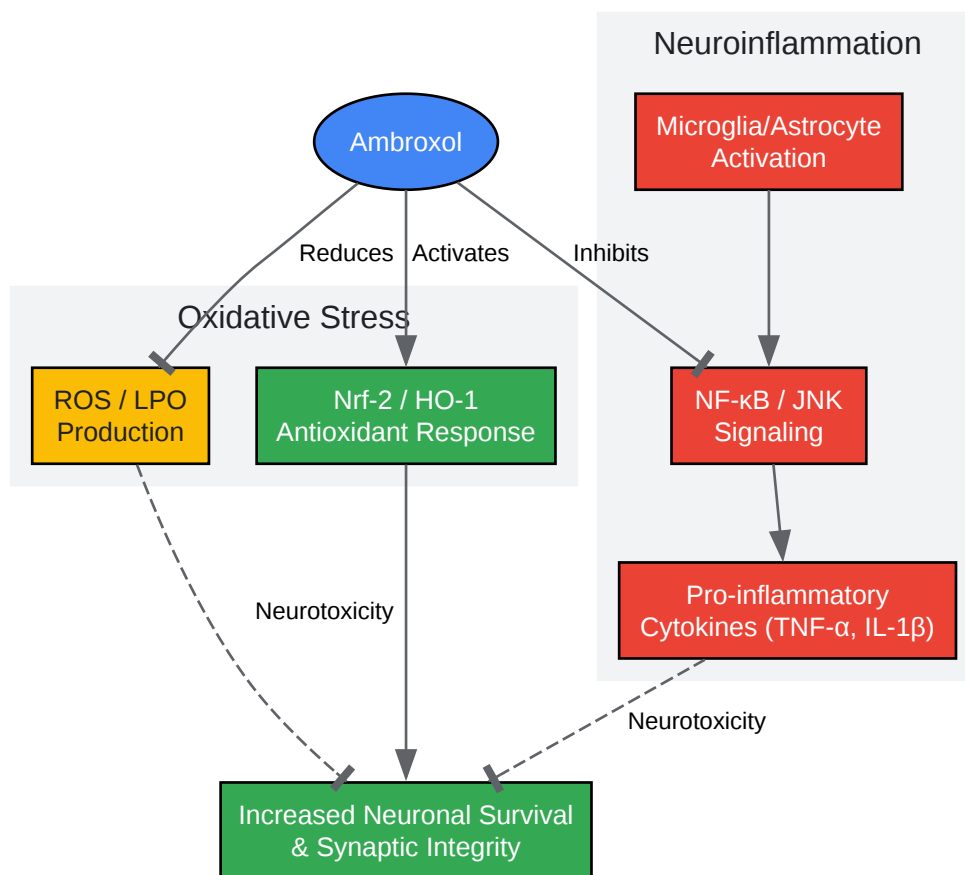 Neuroinflammation
Ambroxol
Microglia/Astrocyte
Activation
Reduces
Activates
Inhibits
Oxidative Stress
ROS / LPO
Production
Nrf-2 / HO-1
Antioxidant Response
NF-κB / JNK
Signaling
Neurotoxicity
Pro-inflammatory
Cytokines (TNF-α, IL-1β)
Neurotoxicity
Increased Neuronal Survival
& Synaptic Integrity